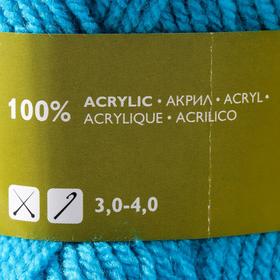 100% ACRYLIC • АКРИЛ • ACRYL•
ACRYLIQUE • ACRILICO
3,0-4,0